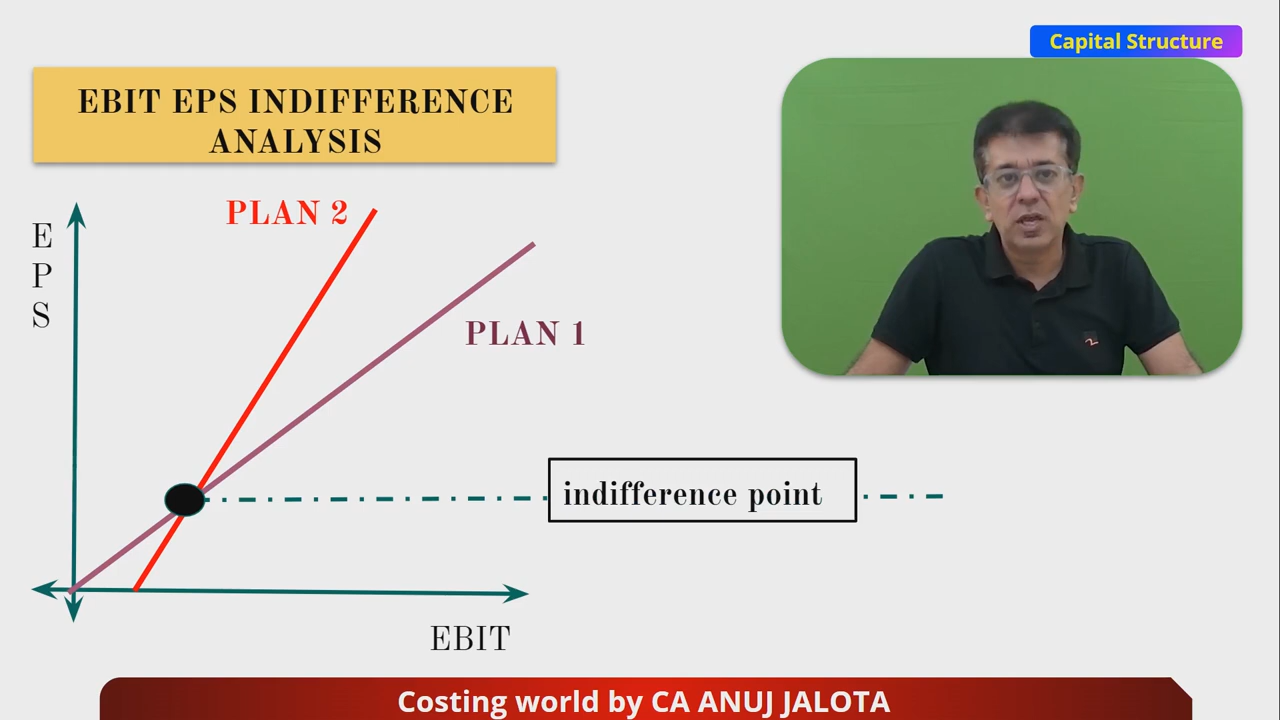 Capital Structure
EBIT EPS INDIFFERENCE
ANALYSIS
PLAN 2
E
P
S
PLAN 1
indifference point
EBIT
Costing world by CA ANUJ JALOTA